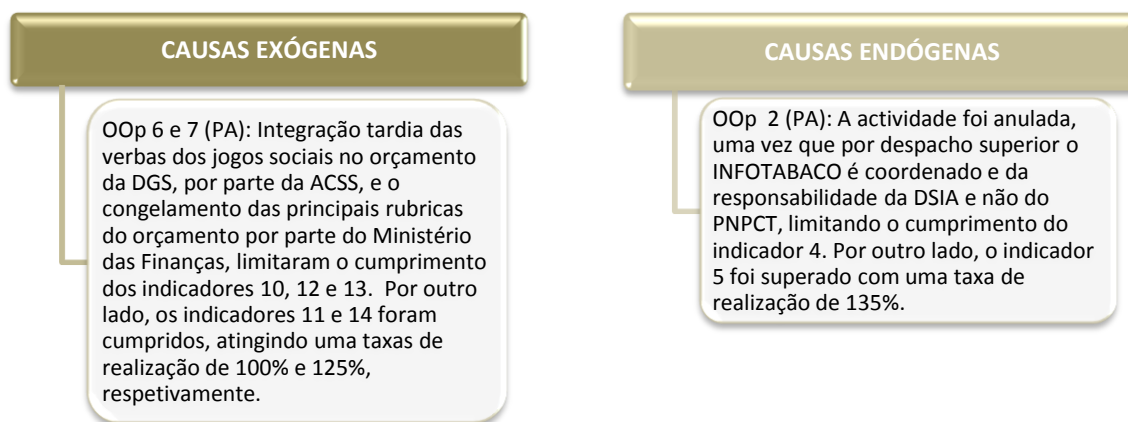 CAUSAS EXÓGENAS
OOp 6 e 7 (PA): Integração tardia das
verbas dos jogos sociais no orçamento
da DGS, por parte da ACSS, e o
congelamento das principais rubricas
do orçamento por parte do Ministério
das Finanças, limitaram o cumprimento
dos indicadores 10, 12 e 13. Por outro
lado, os indicadores 11 e 14 foram
cumpridos, atingindo uma taxas de
realização de 100% e 125%,
respetivamente.
CAUSAS ENDÓGENAS
OOp 2 (PA): A actividade foi anulada,
uma vez que por despacho superior o
INFOTABACO é coordenado e da
responsabilidade da DSIA e não do
PNPCT, limitando o cumprimento do
indicador 4. Por outro lado, o indicador
5 foi superado com uma taxa de
realização de 135%.